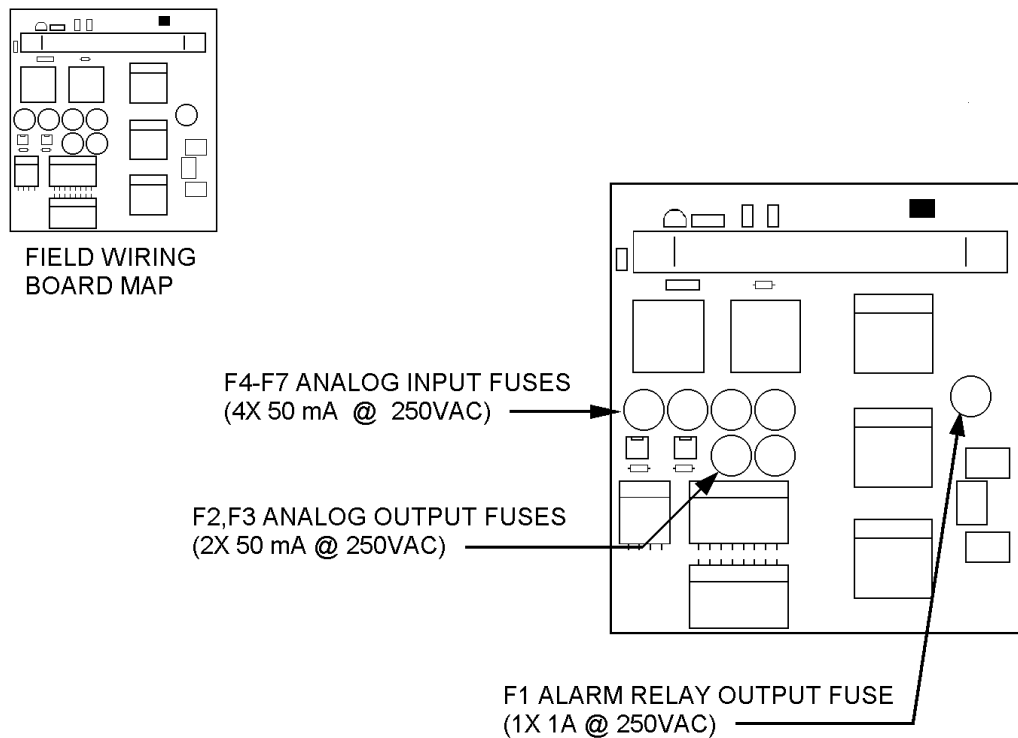 FIELD WIRING
BOARD MAP
F4-F7 ANALOG INPUT FUSES
(4X 50 mA @ 250VAC)
F2,F3 ANALOG OUTPUT FUSES
(2X 50 mA @ 250VAC)
F1 ALARM RELAY OUTPUT FUSE
(1X 1A @ 250VAC)